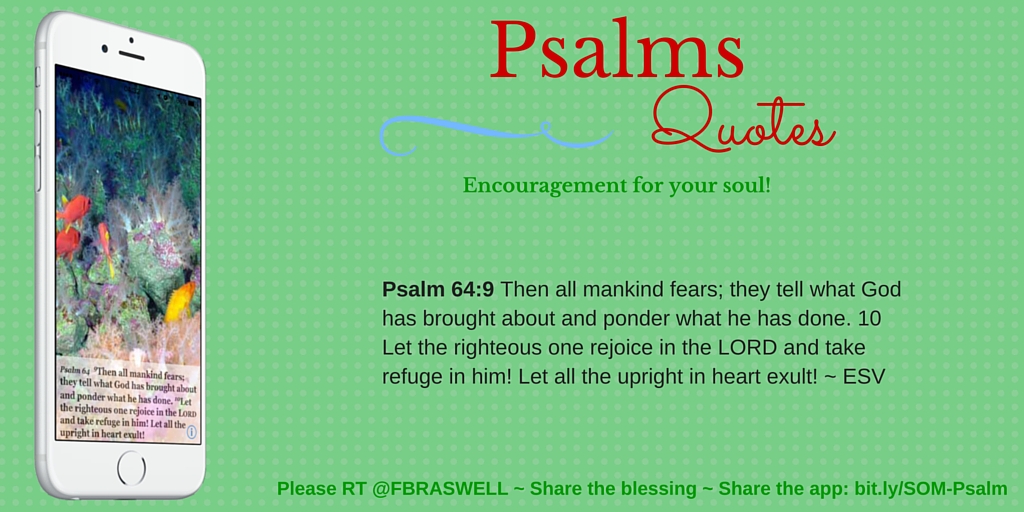 Psalms
Quotes
Encouragement for your soul!
Psalm 64:9 Then all mankind fears; they tell what God
has brought about and ponder what he has done. 10
Let the righteous one rejoice in the LORD and take
refuge in him! Let all the upright in heart exult! ~ ESV
Psalm 64 ⁹Then all mankind fears;
they tell what God has brought about
and ponder what he has done. ¹⁰Let
the righteous one rejoice in the LORD
and take refuge in him! Let all the
upright in heart exult!
Please RT @FBRASWELL ~ Share the blessing ~ Share the app: bit.ly/SOM-Psalm